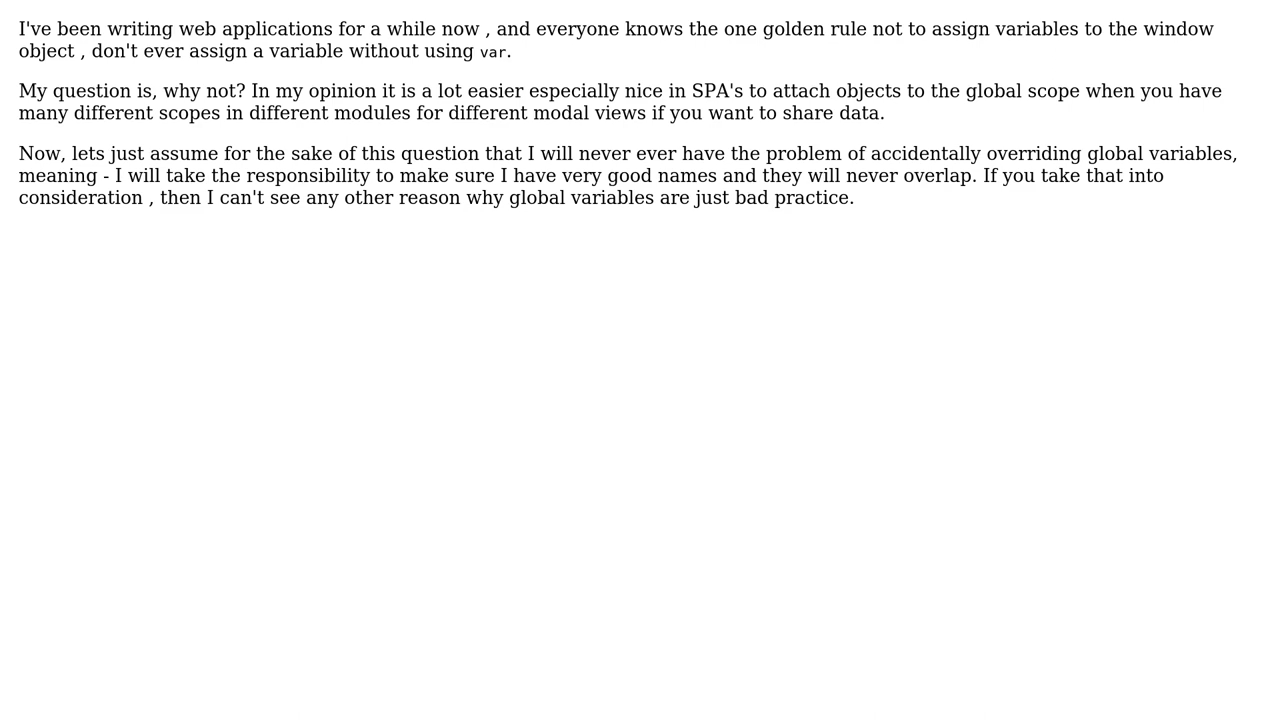 I've been writing web applications for a while now , and everyone knows the one golden rule not to assign variables to the window
object , don't ever assign a variable without using var.
My question is, why not? In my opinion it is a lot easier especially nice in SPA's to attach objects to the global scope when you have
many different scopes in different modules for different modal views if you want to share data.
Now, lets just assume for the sake of this question that I will never ever have the problem of accidentally overriding global variables,
meaning - I will take the responsibility to make sure I have very good names and they will never overlap. If you take that into
consideration , then I can't see any other reason why global variables are just bad practice.